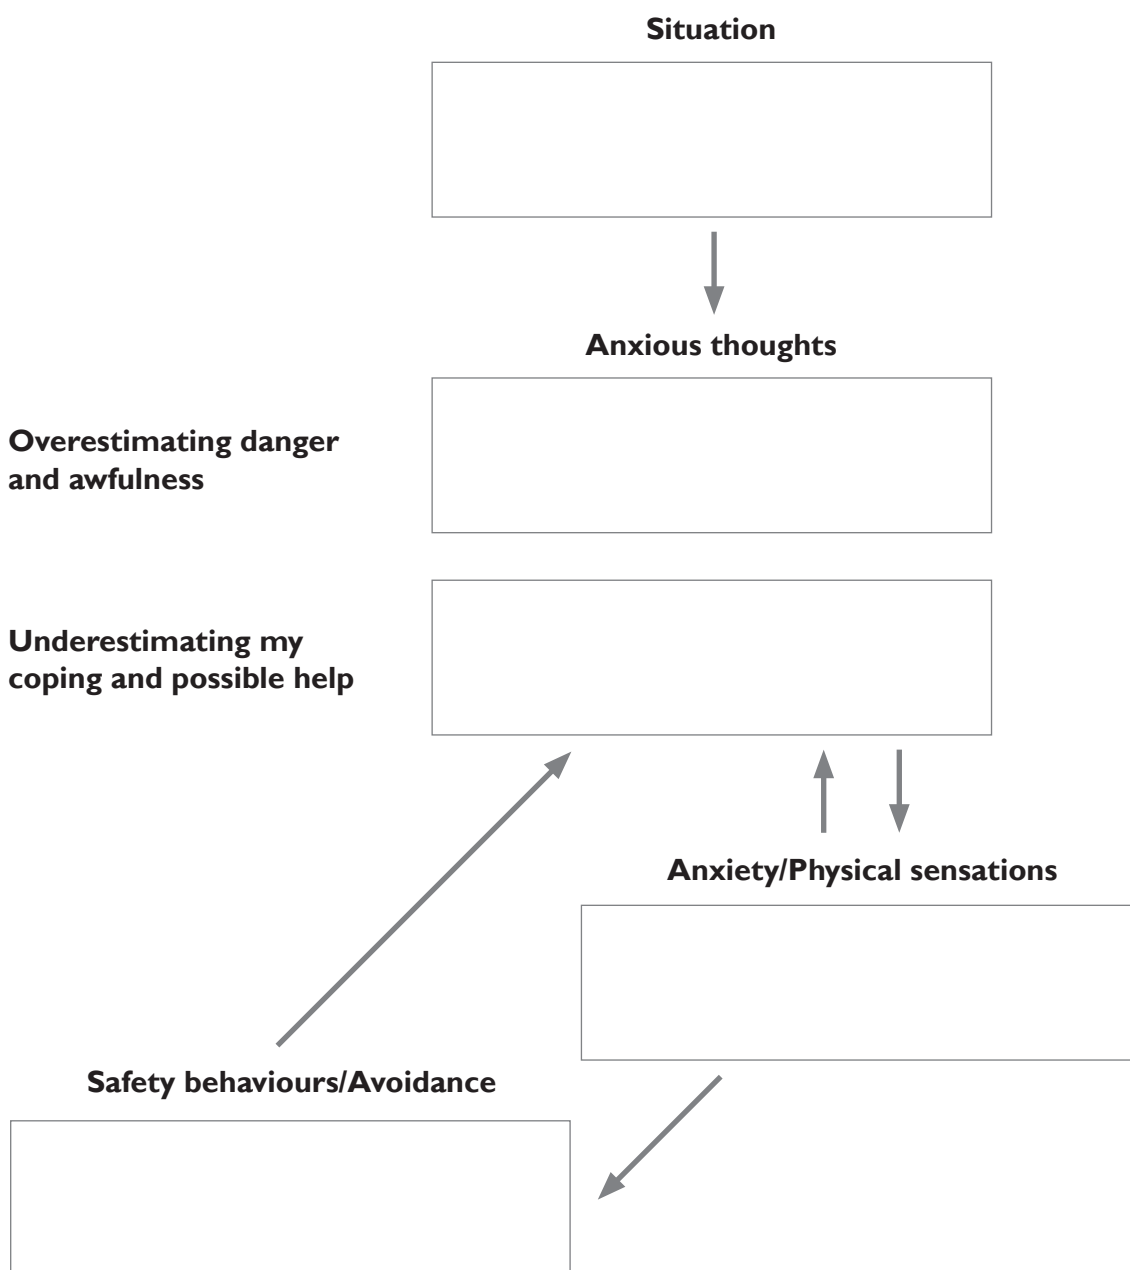 Situation
Anxious thoughts
Overestimating danger
and awfulness
Underestimating my
coping and possible help
Anxiety/Physical sensations
Safety behaviours/Avoidance